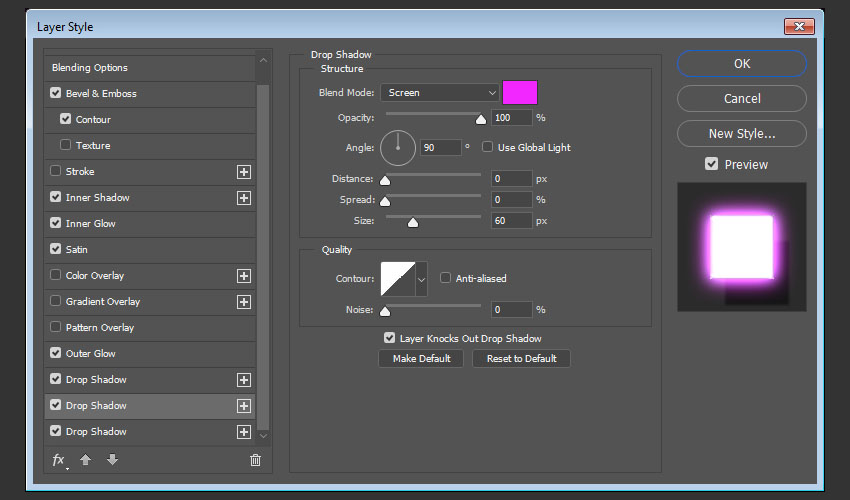 Layer Style
Blending Options
Bevel & Emboss
Contour
Texture
Stroke
Inner Shadow
Inner Glow
Satin
Color Overlay
Gradient Overlay
Pattern Overlay
Outer Glow
Drop Shadow
Drop Shadow
Drop Shadow
fx
Drop Shadow
Structure
Blend Mode: Screen
Opacity: 100 %
Angle: 90 ° Use Global Light
Distance: 0 px
Spread: 0 %
Size: 60 px
Quality
Contour: Anti-aliased
Noise: 0 %
Layer Knocks Out Drop Shadow
Make Default Reset to Default
OK
Cancel
New Style...
Preview